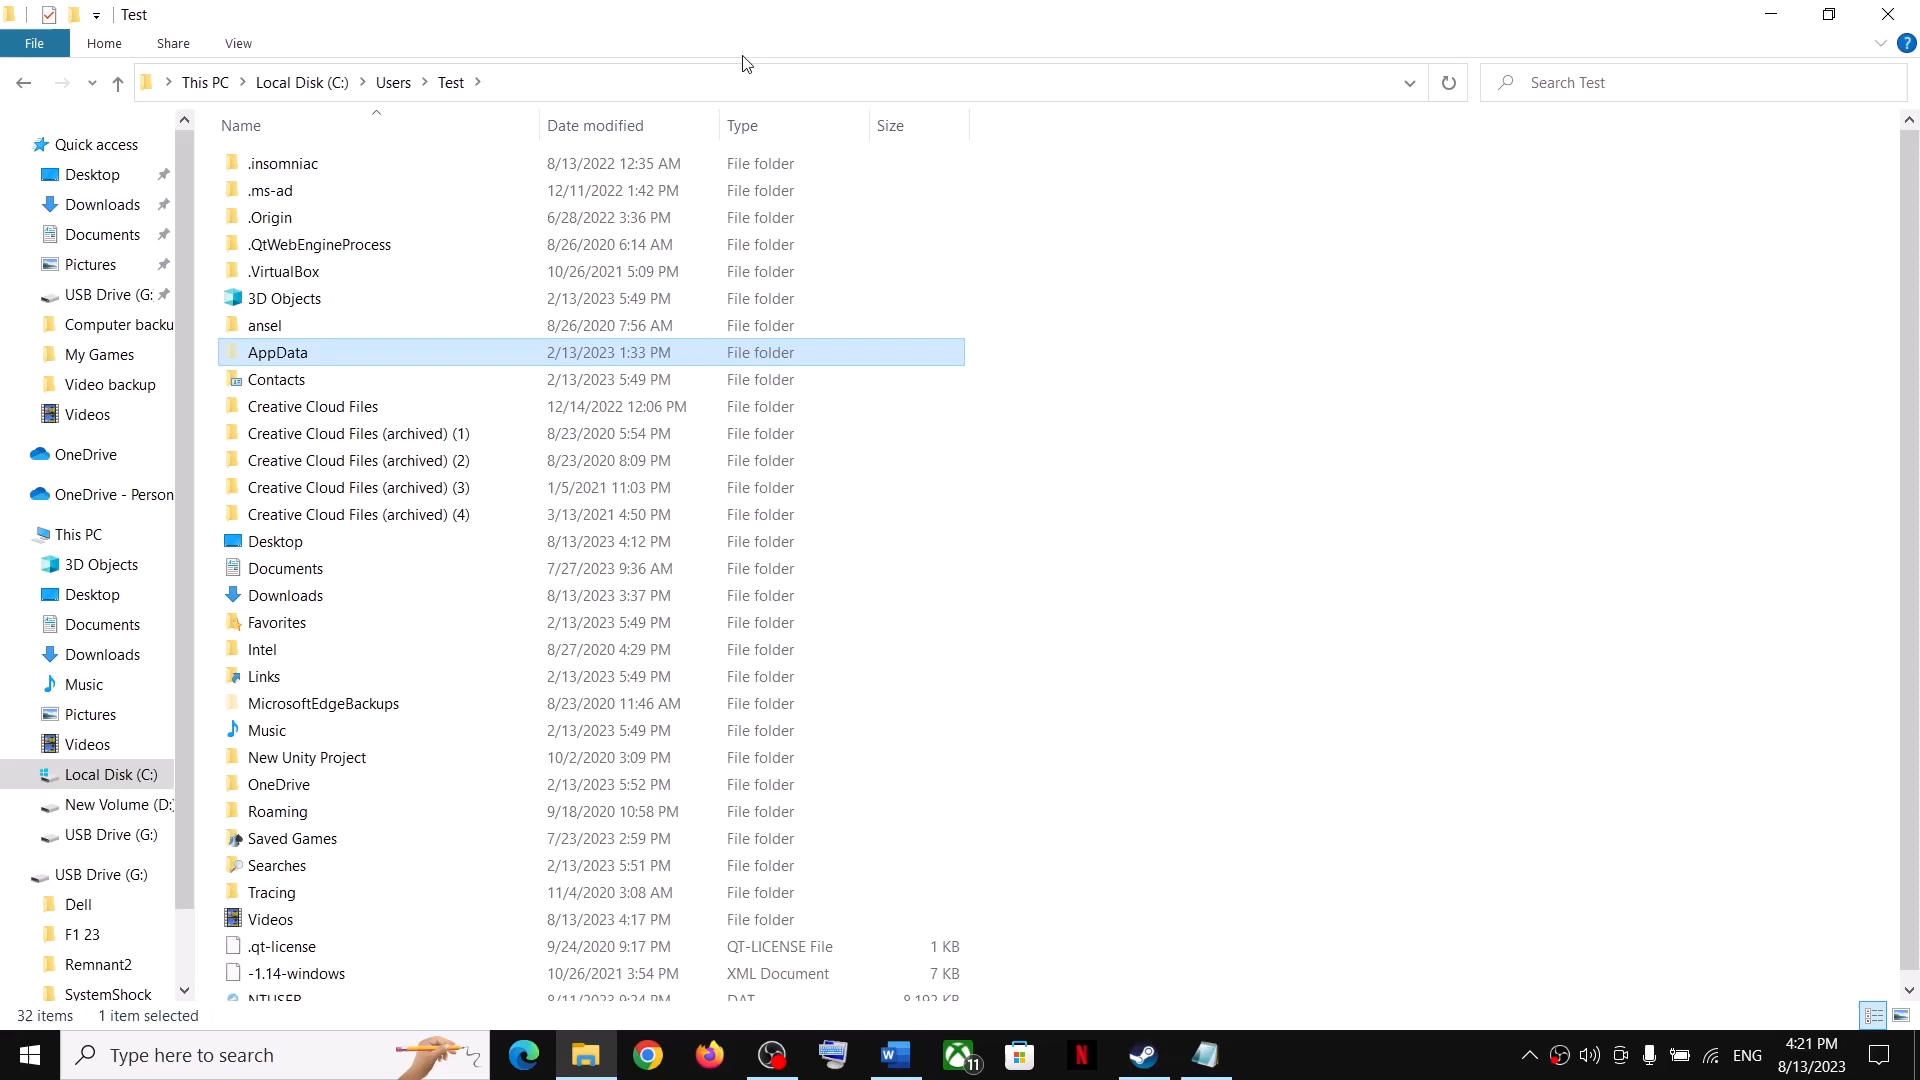 Test
File
Home
Share
View
This PC
Local Disk (C:)
Users
Test
Search Test
Name
Date modified
Type
Size
Quick access
Desktop
Downloads
Documents
Pictures
USB Drive (G:
Computer backu
My Games
Video backup
Videos
OneDrive
OneDrive - Person
This PC
3D Objects
Desktop
Documents
Downloads
Music
Pictures
Videos
Local Disk (C:)
New Volume (D:)
USB Drive (G:)
USB Drive (G:)
Dell
F1 23
Remnant2
SystemShock
.insomniac 8/13/2022 12:35 AM File folder
.ms-ad 12/11/2022 1:42 PM File folder
.Origin 6/28/2022 3:36 PM File folder
.QtWebEngineProcess 8/26/2020 6:14 AM File folder
.VirtualBox 10/26/2021 5:09 PM File folder
3D Objects 2/13/2023 5:49 PM File folder
ansel 8/26/2020 7:56 AM File folder
AppData 2/13/2023 1:33 PM File folder
Contacts 2/13/2023 5:49 PM File folder
Creative Cloud Files 12/14/2022 12:06 PM File folder
Creative Cloud Files (archived) (1) 8/23/2020 5:54 PM File folder
Creative Cloud Files (archived) (2) 8/23/2020 8:09 PM File folder
Creative Cloud Files (archived) (3) 1/5/2021 11:03 PM File folder
Creative Cloud Files (archived) (4) 3/13/2021 4:50 PM File folder
Desktop 8/13/2023 4:12 PM File folder
Documents 7/27/2023 9:36 AM File folder
Downloads 8/13/2023 3:37 PM File folder
Favorites 2/13/2023 5:49 PM File folder
Intel 8/27/2020 4:29 PM File folder
Links 2/13/2023 5:49 PM File folder
MicrosoftEdgeBackups 8/23/2020 11:46 AM File folder
Music 2/13/2023 5:49 PM File folder
New Unity Project 10/2/2020 3:09 PM File folder
OneDrive 2/13/2023 5:52 PM File folder
Roaming 9/18/2020 10:58 PM File folder
Saved Games 7/23/2023 2:59 PM File folder
Searches 2/13/2023 5:51 PM File folder
Tracing 11/4/2020 3:08 AM File folder
Videos 8/13/2023 4:17 PM File folder
.qt-license 9/24/2020 9:17 PM QT-LICENSE File 1 KB
-1.14-windows 10/26/2021 3:54 PM XML Document 7 KB
NTUSER 8/11/2023 9:24 PM DAT 8,192 KB
32 items 1 item selected
Type here to search
11
ENG
4:21 PM
8/13/2023